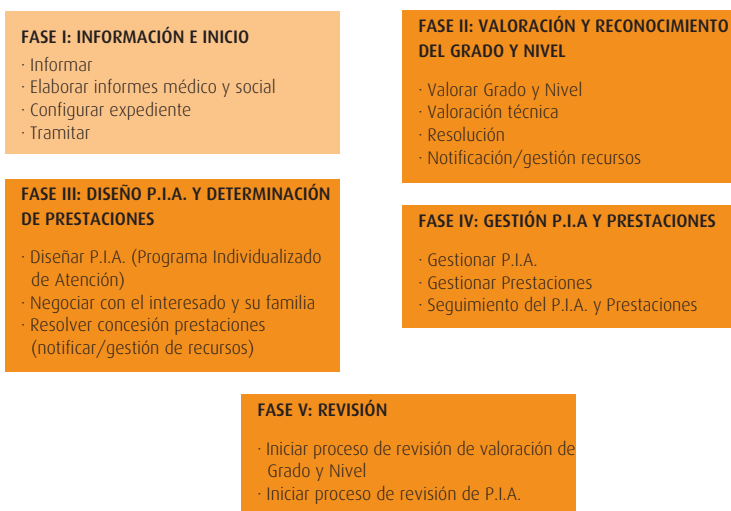 FASE I: INFORMACIÓN E INICIO
· Informar
· Elaborar informes médico y social
· Configurar expediente
· Tramitar
FASE II: VALORACIÓN Y RECONOCIMIENTO
DEL GRADO Y NIVEL
· Valorar Grado y Nivel
· Valoración técnica
· Resolución
· Notificación/gestión recursos
FASE III: DISEÑO P.I.A. Y DETERMINACIÓN
DE PRESTACIONES
· Diseñar P.I.A. (Programa Individualizado
de Atención)
· Negociar con el interesado y su familia
· Resolver concesión prestaciones
(notificar/gestión de recursos)
FASE IV: GESTIÓN P.I.A Y PRESTACIONES
· Gestionar P.I.A.
· Gestionar Prestaciones
· Seguimiento del P.I.A. y Prestaciones
FASE V: REVISIÓN
· Iniciar proceso de revisión de valoración de
Grado y Nivel
· Iniciar proceso de revisión de P.I.A.